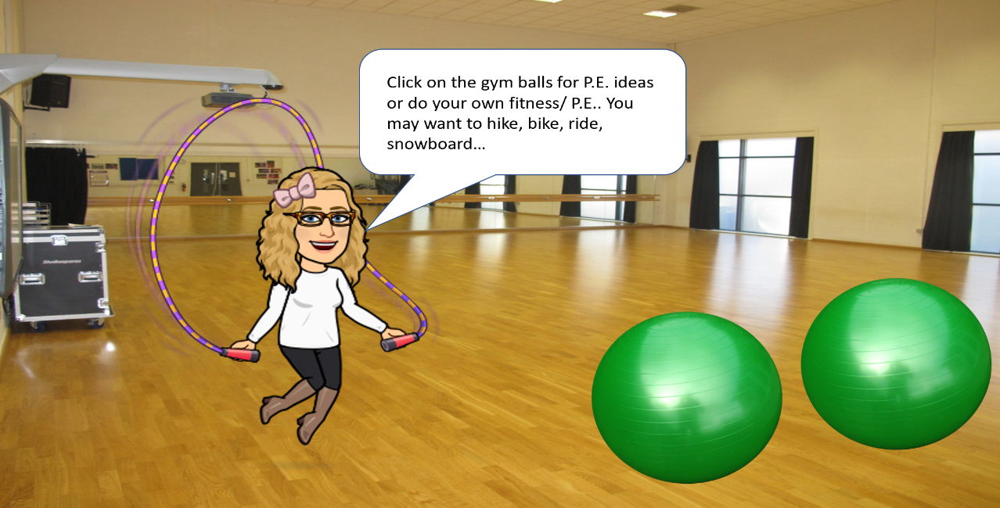 Click on the gym balls for P.E. ideas
or do your own fitness/ P.E.. You
may want to hike, bike, ride,
snowboard...
Studiospares